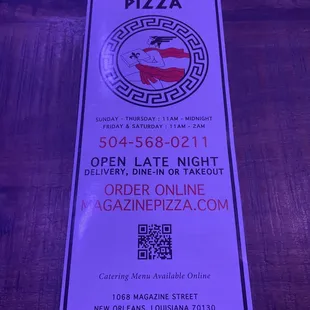 PIZZA
SUNDAY - THURSDAY : 11AM - MIDNIGHT
FRIDAY & SATURDAY : 11AM - 2AM
504-568-0211
OPEN LATE NIGHT
DELIVERY, DINE-IN OR TAKEOUT
ORDER ONLINE
MAGAZINEPIZZA.COM
Catering Menu Available Online
1068 MAGAZINE STREET
NEW ORLEANS, LOUISIANA 70130